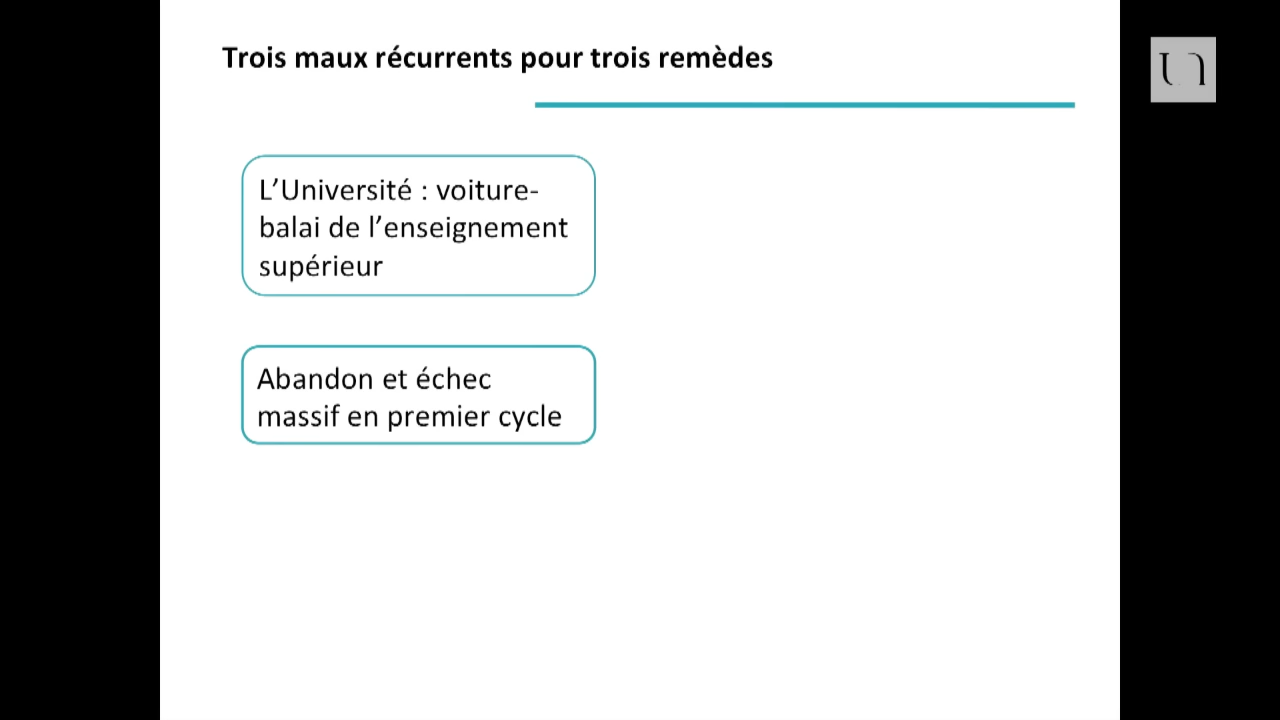 Trois maux récurrents pour trois remèdes
L’Université : voiture-
balai de l’enseignement
supérieur
Abandon et échec
massif en premier cycle